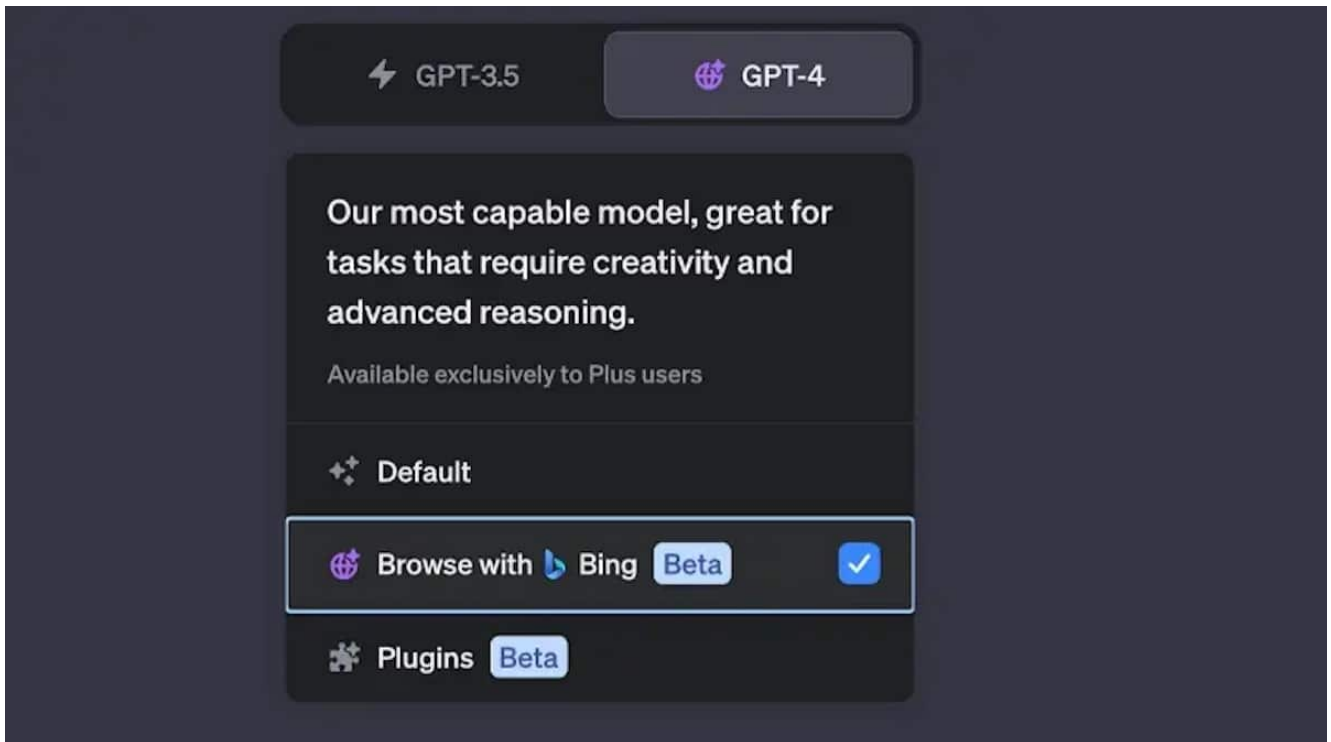 GPT-3.5
GPT-4
Our most capable model, great for
tasks that require creativity and
advanced reasoning.
Available exclusively to Plus users
Default
Browse with Bing Beta
Plugins Beta